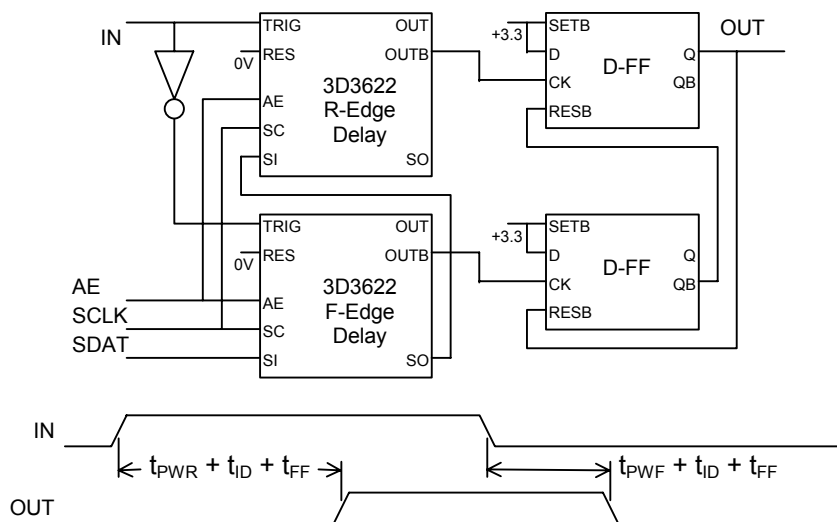 IN
TRIG
OUT
0V
RES
OUTB
3D3622
R-Edge
Delay
AE
SC
SI
SO
+3.3
SETB
D
Q
D-FF
CK
QB
RESB
OUT
TRIG
OUT
0V
RES
OUTB
3D3622
F-Edge
Delay
AE
SC
SI
SO
+3.3
SETB
D
Q
D-FF
CK
QB
RESB
AE
SCLK
SDAT
IN
tPWR + tID + tFF
tPWF + tID + tFF
OUT